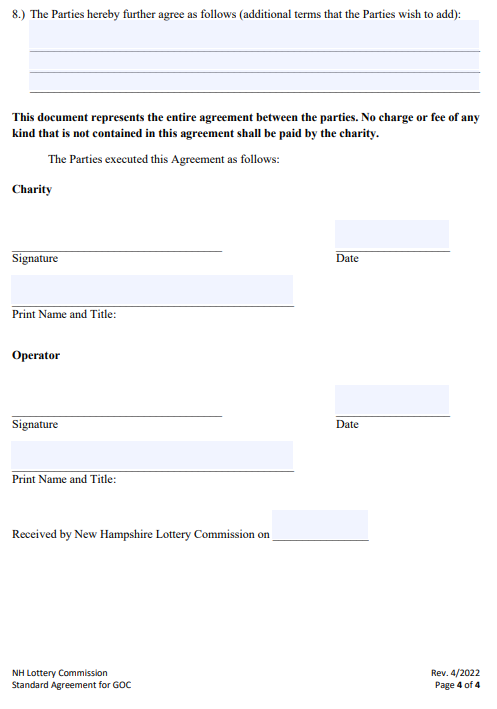 8.) The Parties hereby further agree as follows (additional terms that the Parties wish to add):
This document represents the entire agreement between the parties. No charge or fee of any
kind that is not contained in this agreement shall be paid by the charity.
The Parties executed this Agreement as follows:
Charity
Signature Date
Print Name and Title:
Operator
Signature Date
Print Name and Title:
Received by New Hampshire Lottery Commission on
NH Lottery Commission Rev. 4/2022
Standard Agreement for GOC Page 4 of 4